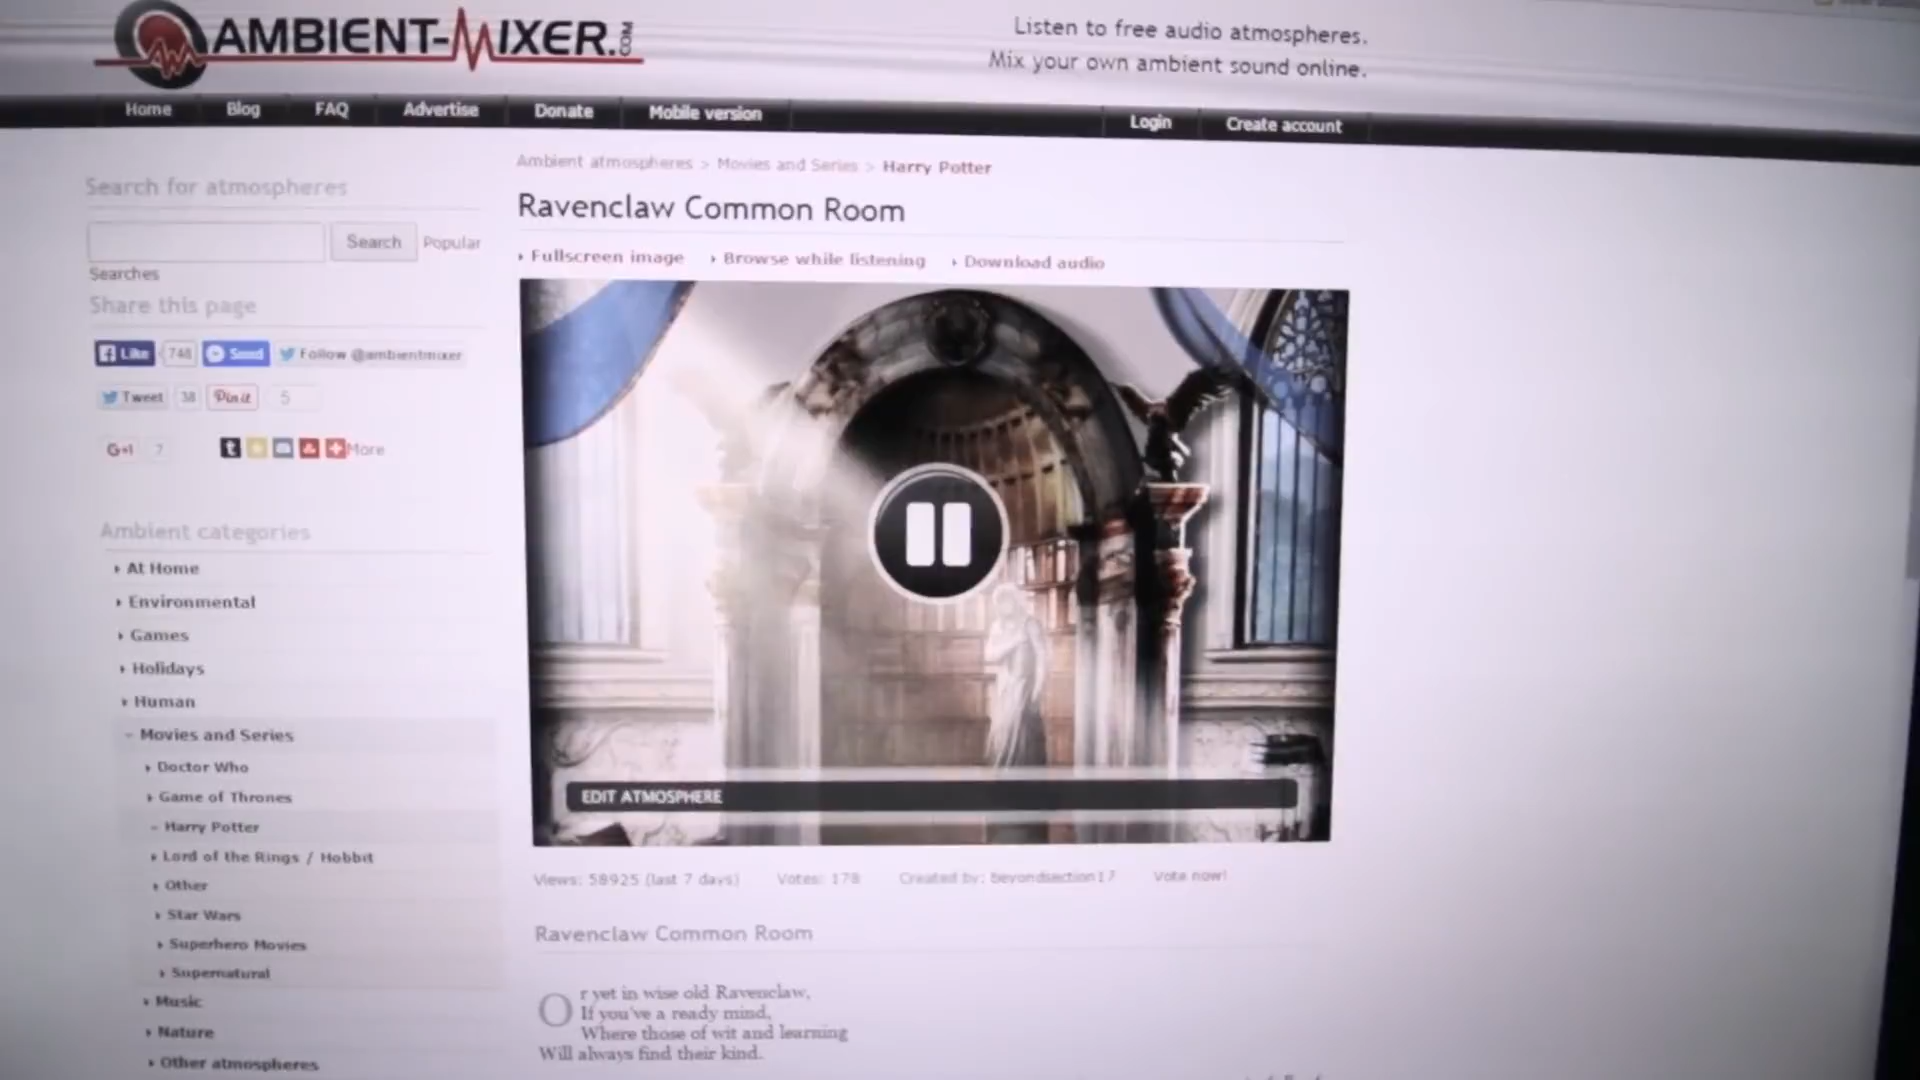 AMBIENT-MIXER.COM
Listen to free audio atmospheres.
Mix your own ambient sound online.
Home Blog FAQ Advertise Donate Mobile version Login Create account
Search for atmospheres
Search Popular
Searches
Share this page
Like 748 Send Follow @ambientmixer
Tweet 38 Pin it 5
G+1 7 More
Ambient categories
At Home
Environmental
Games
Holidays
Human
Movies and Series
Doctor Who
Game of Thrones
Harry Potter
Lord of the Rings / Hobbit
Other
Star Wars
Superhero Movies
Supernatural
Music
Nature
Other atmospheres
Ambient atmospheres > Movies and Series > Harry Potter
Ravenclaw Common Room
Fullscreen image Browse while listening Download audio
EDIT ATMOSPHERE
Views: 58925 (last 7 days) Votes: 178 Created by: beyondsection17 Vote now!
Ravenclaw Common Room
Or yet in wise old Ravenclaw,
If you've a ready mind,
Where those of wit and learning
Will always find their kind.